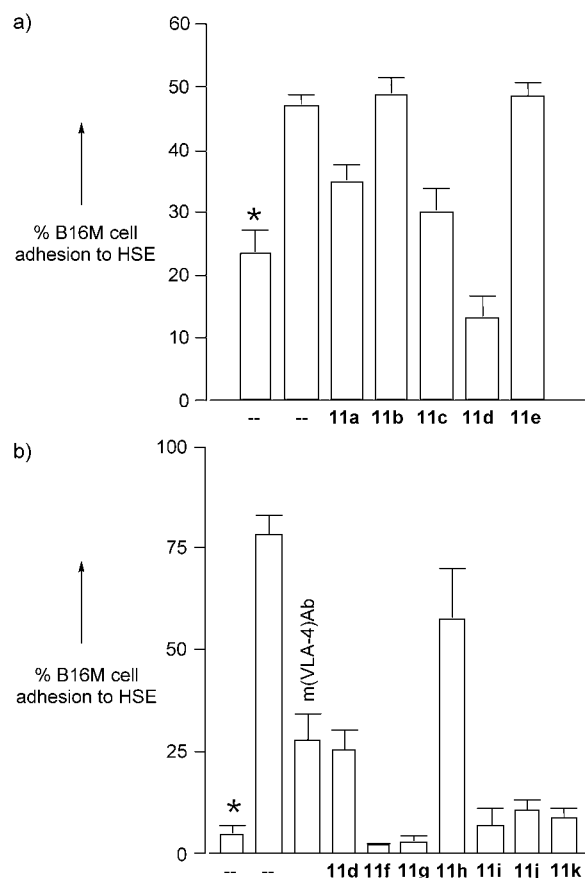 a)
60
50
40
30
20
10
0
% B16M cell
adhesion to HSE
*
-- -- 11a 11b 11c 11d 11e
b)
100
75
50
25
0
% B16M cell
adhesion to HSE
*
m(VLA-4)Ab
-- -- 11d 11f 11g 11h 11i 11j 11k